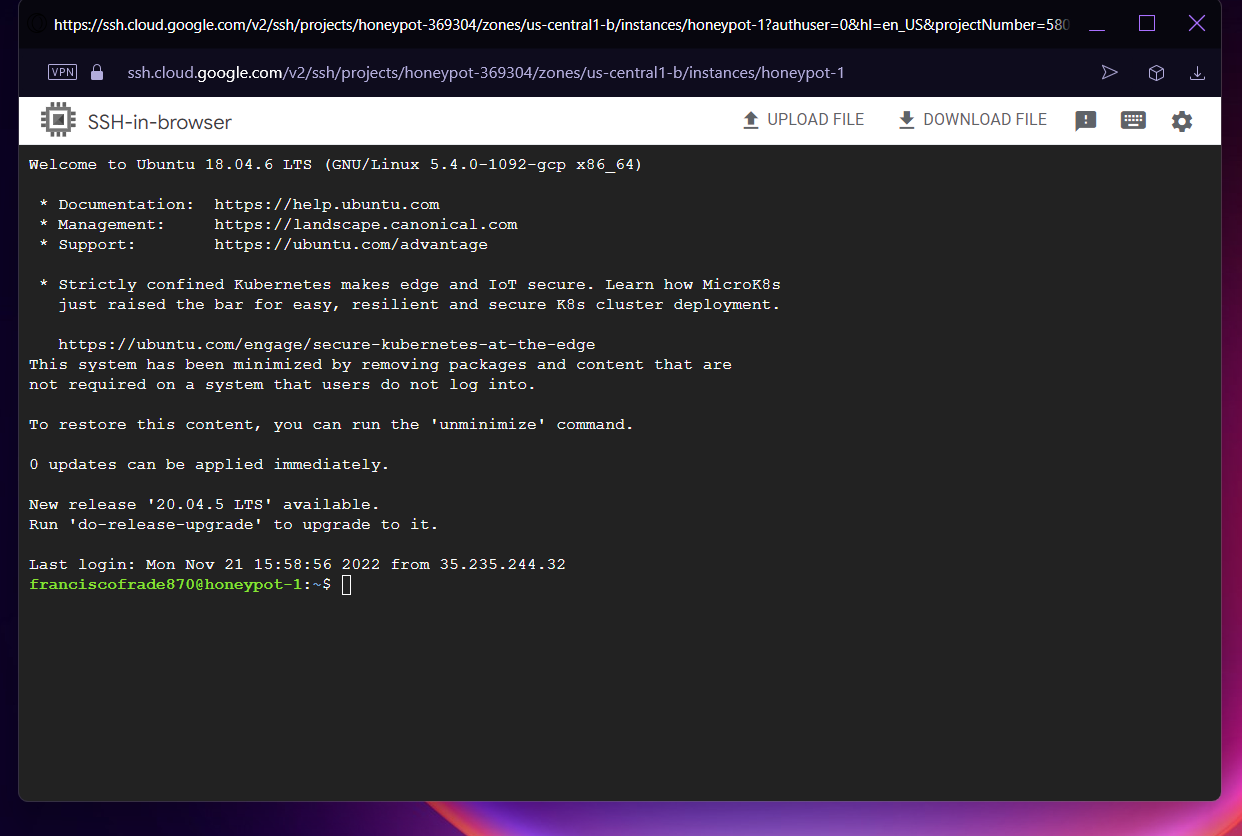 https://ssh.cloud.google.com/v2/ssh/projects/honeypot-369304/zones/us-central1-b/instances/honeypot-1?authuser=0&hl=en_US&projectNumber=580
VPN ssh.cloud.google.com/v2/ssh/projects/honeypot-369304/zones/us-central1-b/instances/honeypot-1
SSH-in-browser UPLOAD FILE DOWNLOAD FILE
Welcome to Ubuntu 18.04.6 LTS (GNU/Linux 5.4.0-1092-gcp x86_64)
* Documentation: https://help.ubuntu.com
* Management: https://landscape.canonical.com
* Support: https://ubuntu.com/advantage
* Strictly confined Kubernetes makes edge and IoT secure. Learn how MicroK8s
just raised the bar for easy, resilient and secure K8s cluster deployment.
https://ubuntu.com/engage/secure-kubernetes-at-the-edge
This system has been minimized by removing packages and content that are
not required on a system that users do not log into.
To restore this content, you can run the 'unminimize' command.
0 updates can be applied immediately.
New release '20.04.5 LTS' available.
Run 'do-release-upgrade' to upgrade to it.
Last login: Mon Nov 21 15:58:56 2022 from 35.235.244.32
franciscofrade870@honeypot-1:~$